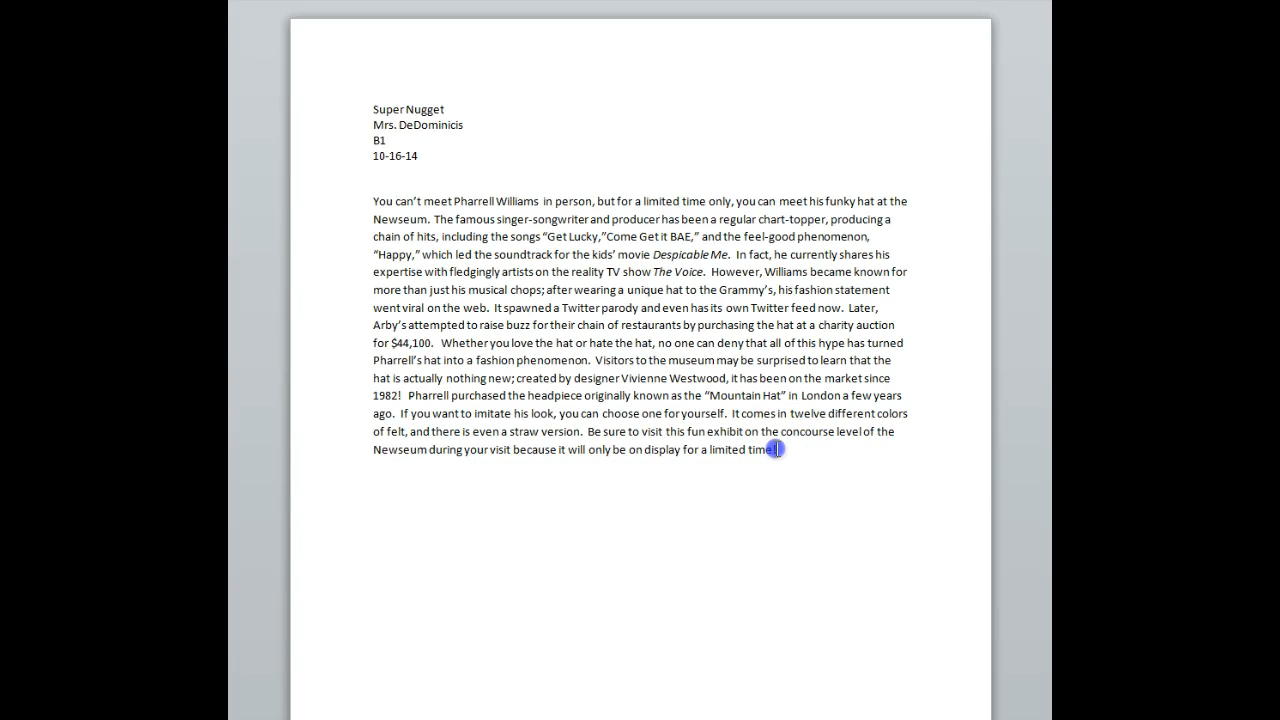 Super Nugget
Mrs. DeDominicis
B1
10-16-14
You can’t meet Pharrell Williams in person, but for a limited time only, you can meet his funky hat at the
Newseum. The famous singer-songwriter and producer has been a regular chart-topper, producing a
chain of hits, including the songs “Get Lucky,”Come Get it BAE,” and the feel-good phenomenon,
“Happy,” which led the soundtrack for the kids’ movie Despicable Me. In fact, he currently shares his
expertise with fledgingly artists on the reality TV show The Voice. However, Williams became known for
more than just his musical chops; after wearing a unique hat to the Grammy’s, his fashion statement
went viral on the web. It spawned a Twitter parody and even has its own Twitter feed now. Later,
Arby’s attempted to raise buzz for their chain of restaurants by purchasing the hat at a charity auction
for $44,100. Whether you love the hat or hate the hat, no one can deny that all of this hype has turned
Pharrell’s hat into a fashion phenomenon. Visitors to the museum may be surprised to learn that the
hat is actually nothing new; created by designer Vivienne Westwood, it has been on the market since
1982! Pharrell purchased the headpiece originally known as the “Mountain Hat” in London a few years
ago. If you want to imitate his look, you can choose one for yourself. It comes in twelve different colors
of felt, and there is even a straw version. Be sure to visit this fun exhibit on the concourse level of the
Newseum during your visit because it will only be on display for a limited time!